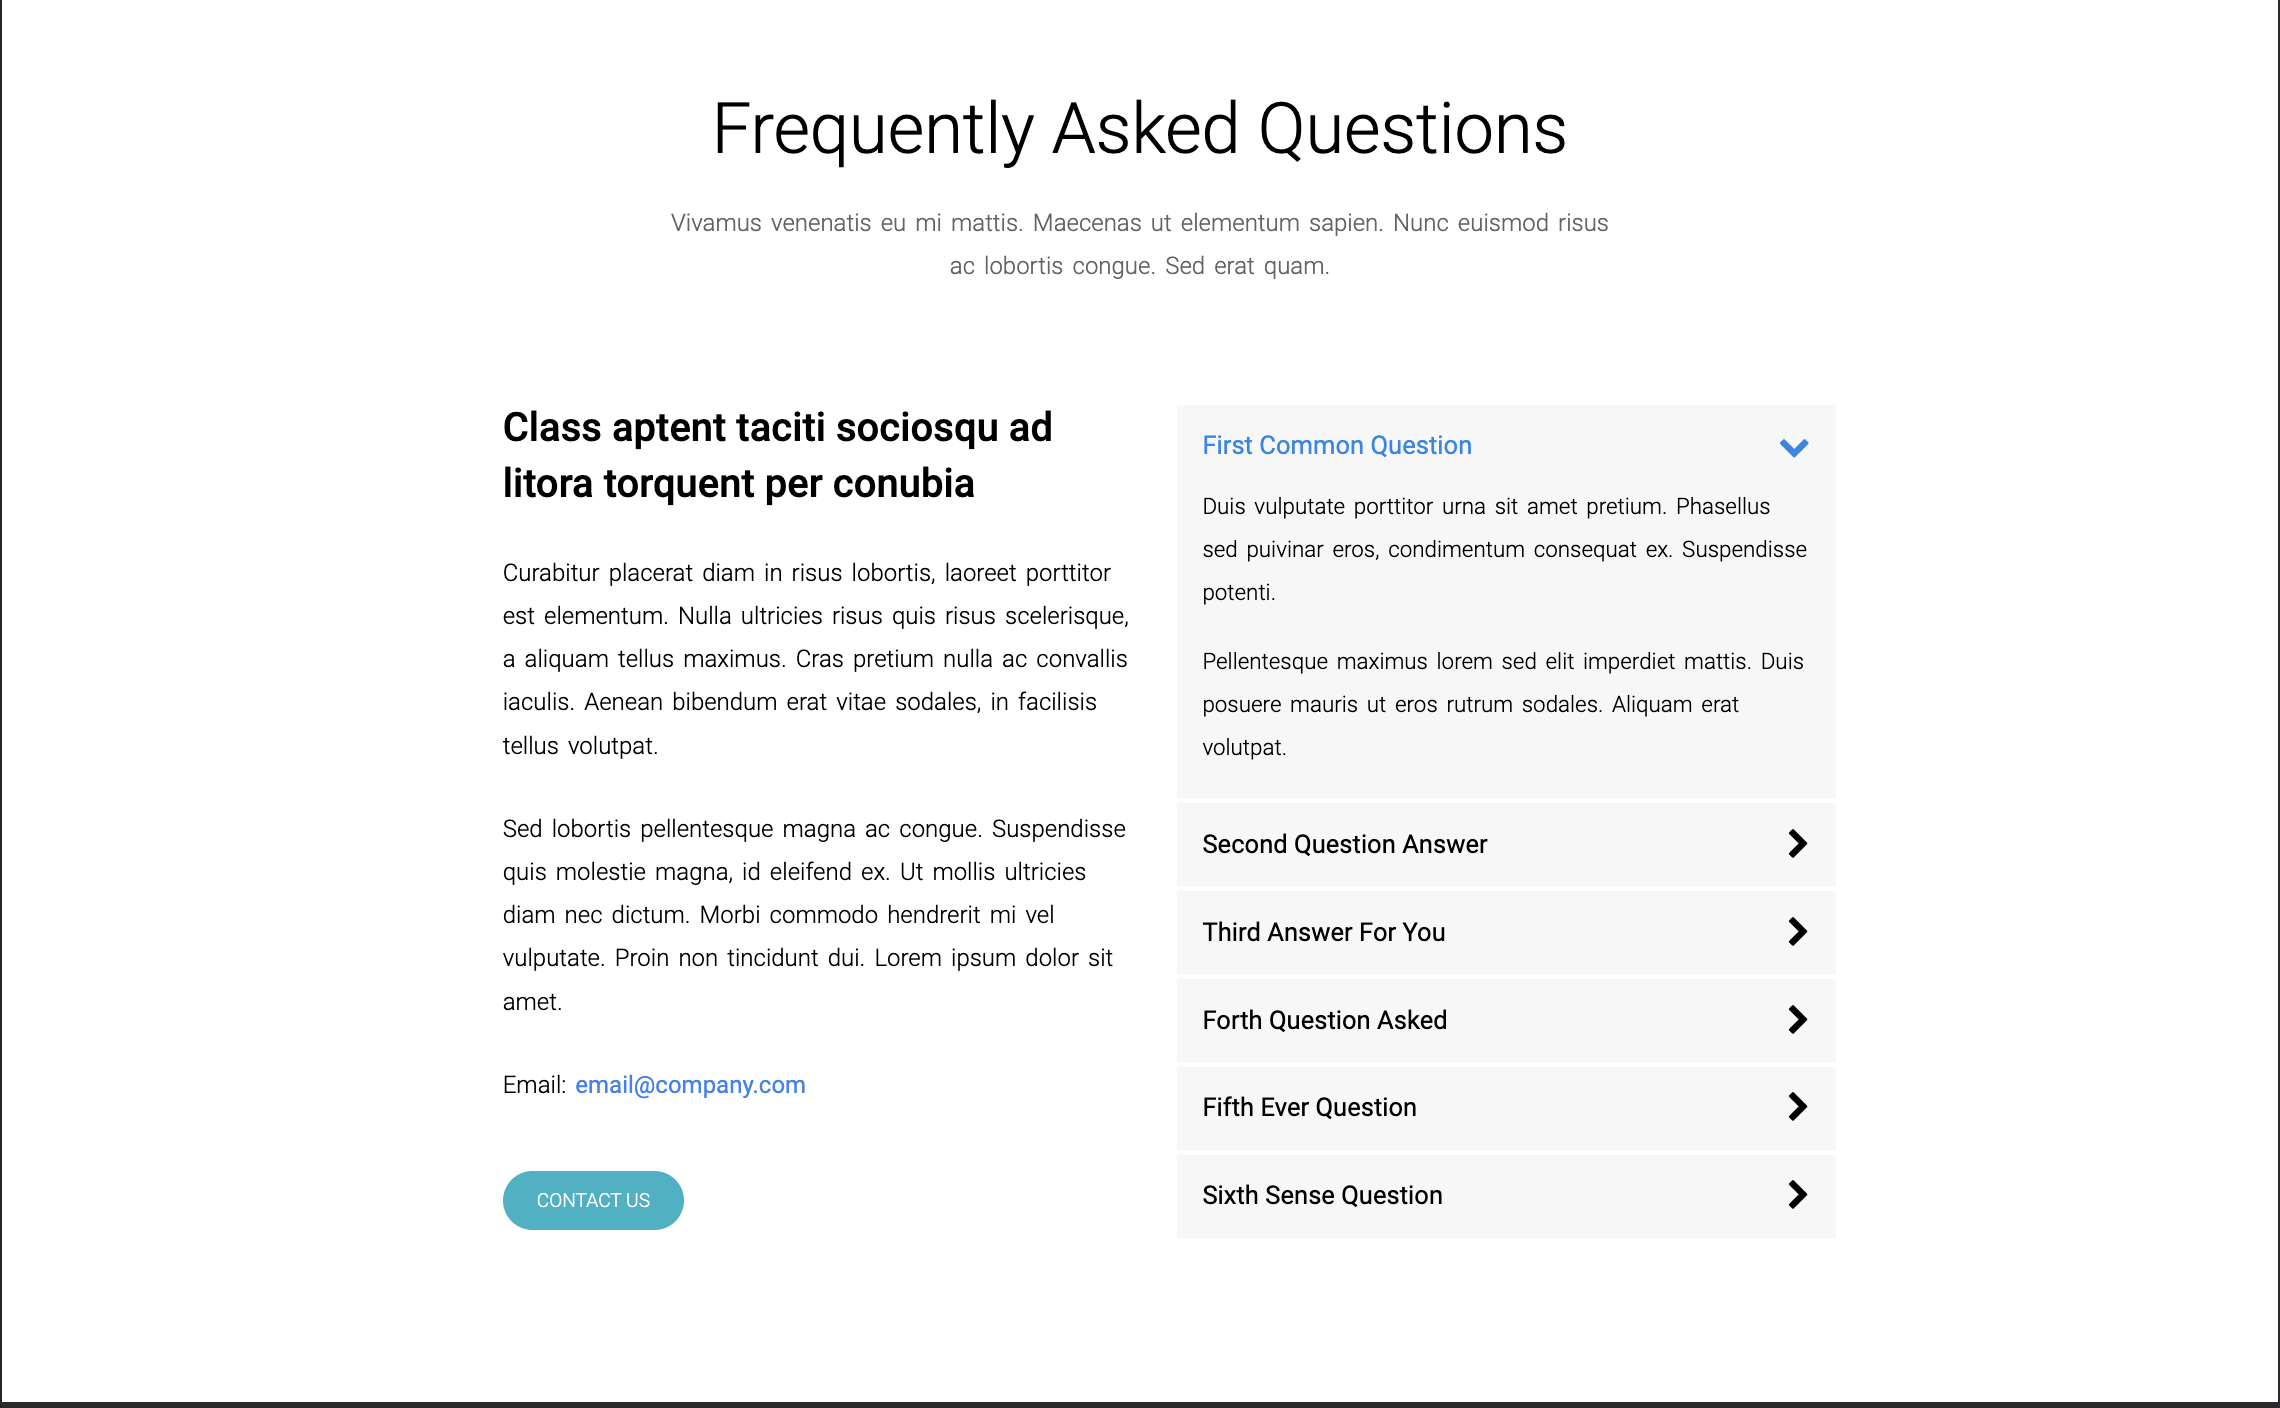 Frequently Asked Questions
Vivamus venenatis eu mi mattis. Maecenas ut elementum sapien. Nunc euismod risus
ac lobortis congue. Sed erat quam.
Class aptent taciti sociosqu ad
litora torquent per conubia
Curabitur placerat diam in risus lobortis, laoreet porttitor
est elementum. Nulla ultricies risus quis risus scelerisque,
a aliquam tellus maximus. Cras pretium nulla ac convallis
iaculis. Aenean bibendum erat vitae sodales, in facilisis
tellus volutpat.
Sed lobortis pellentesque magna ac congue. Suspendisse
quis molestie magna, id eleifend ex. Ut mollis ultricies
diam nec dictum. Morbi commodo hendrerit mi vel
vulputate. Proin non tincidunt dui. Lorem ipsum dolor sit
amet.
Email: email@company.com
CONTACT US
First Common Question
Duis vulputate porttitor urna sit amet pretium. Phasellus
sed puivinar eros, condimentum consequat ex. Suspendisse
potenti.
Pellentesque maximus lorem sed elit imperdiet mattis. Duis
posuere mauris ut eros rutrum sodales. Aliquam erat
volutpat.
Second Question Answer
Third Answer For You
Forth Question Asked
Fifth Ever Question
Sixth Sense Question